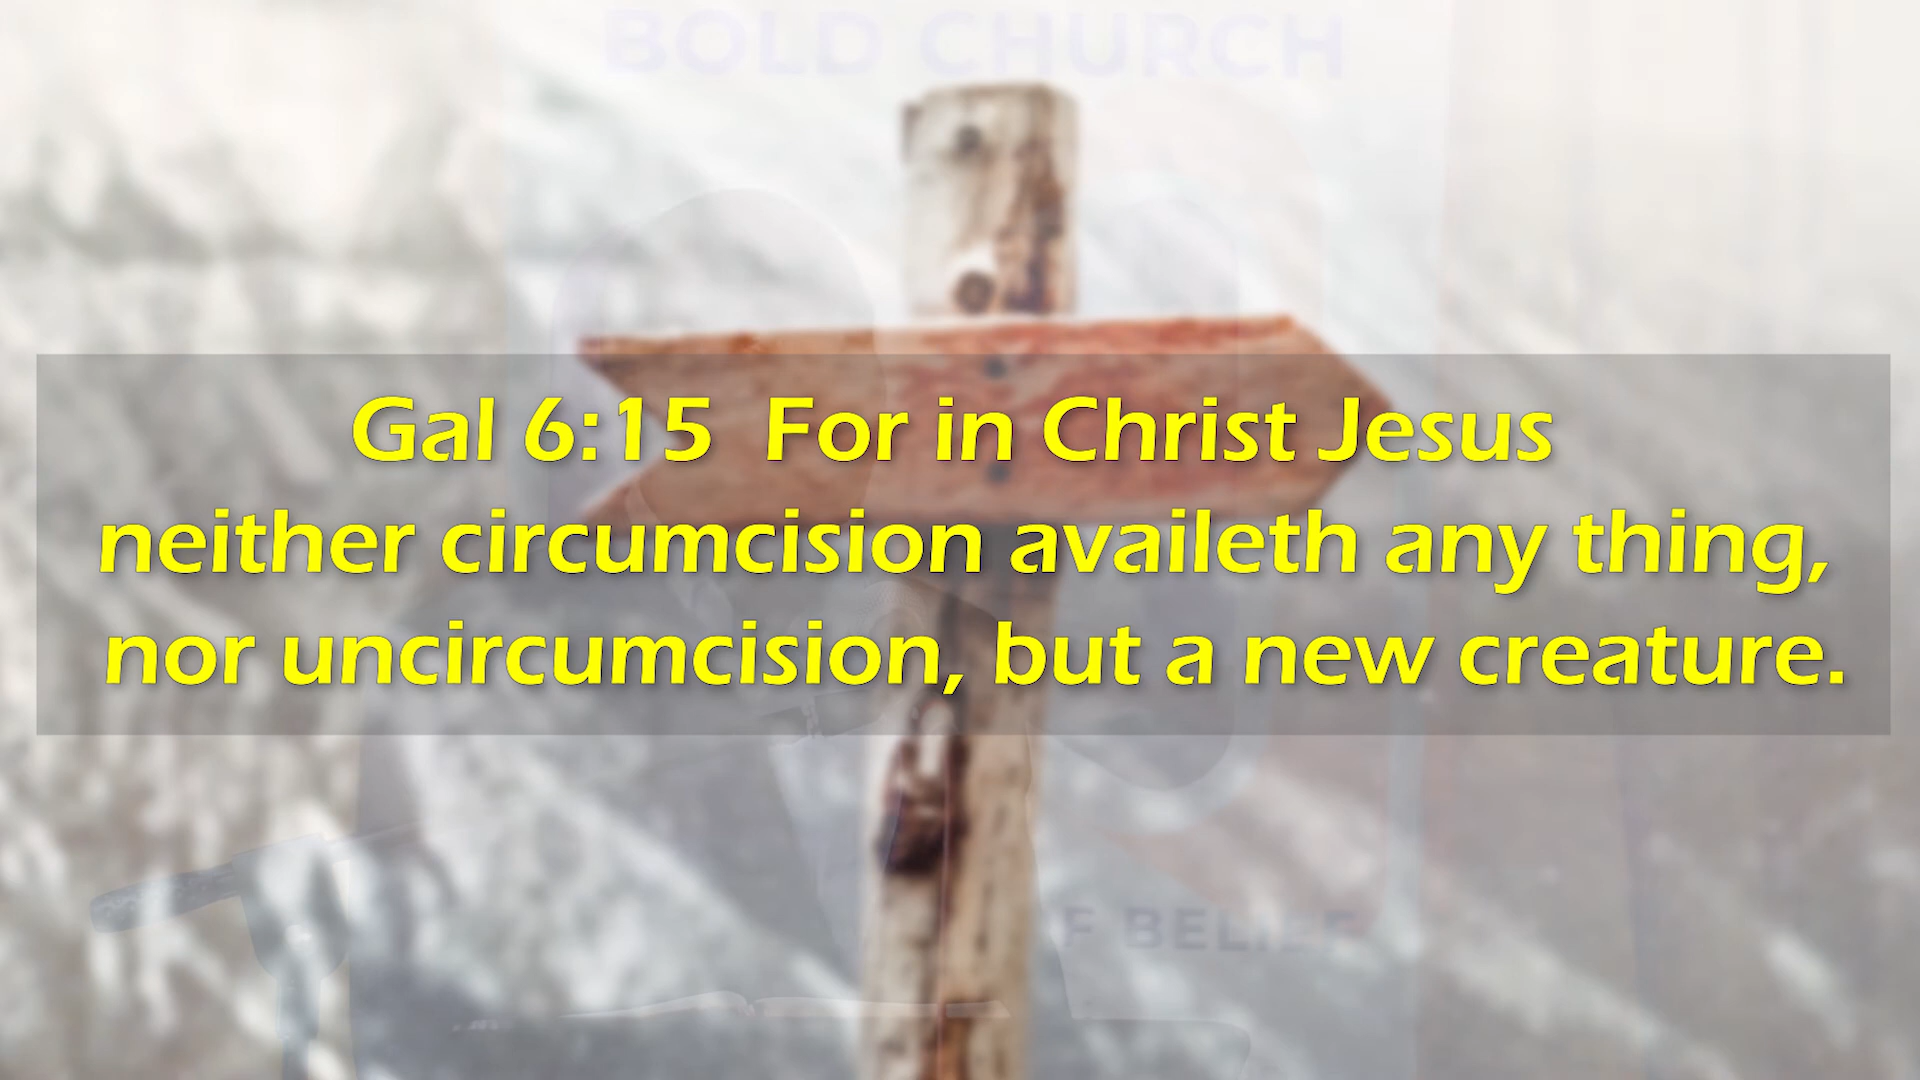 BOLD CHURCH
Gal 6:15  For in Christ Jesus
neither circumcision availeth any thing,
nor uncircumcision, but a new creature.
F BELIEF